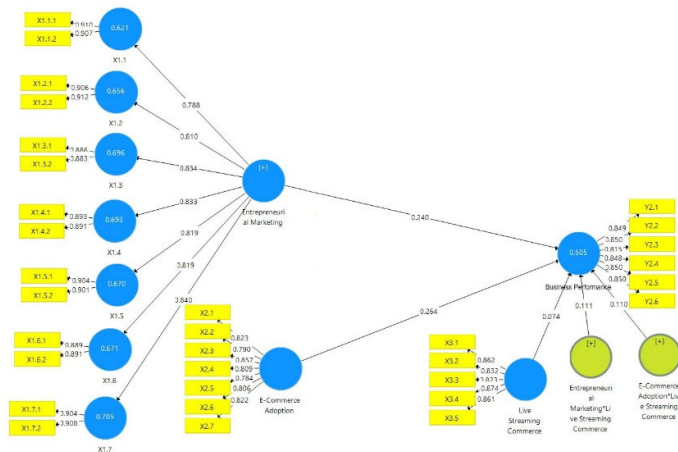 X1.1.1
0.910
X1.1.2
0.907
0.621
X1.1
X1.2.1
0.906
X1.2.2
0.912
0.656
X1.2
X1.3.1
X1.3.2
0.883
0.696
X1.3
X1.4.1
0.893
X1.4.2
0.891
0.693
X1.4
X1.5.1
0.904
X1.5.2
0.901
0.670
X1.5
X1.6.1
0.889
X1.6.2
0.891
0.671
X1.6
X1.7.1
0.904
X1.7.2
0.908
0.705
X1.7
0.788
0.810
0.834
0.833
0.819
0.819
0.840
[+]
Entrepreneuri
al Marketing
0.240
X2.1
X2.2
X2.3
X2.4
X2.5
X2.6
X2.7
0.823
0.790
0.857
0.809
0.784
0.806
0.822
E-Commerce
Adoption
0.264
X3.1
X3.2
X3.3
X3.4
X3.5
0.862
0.832
0.874
0.861
Live
Streaming
Commerce
0.074
0.505
Business Performance
0.849
0.850
0.815
0.848
0.850
0.850
Y2.1
Y2.2
Y2.3
Y2.4
Y2.5
Y2.6
0.111
0.110
[+]
Entrepreneuri
al
Marketing*Li
ve Streaming
Commerce
[+]
E-Commerce
Adoption*Liv
e Streaming
Commerce